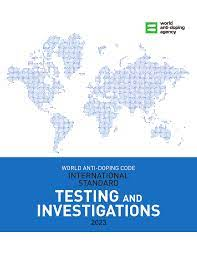 world
anti-doping
agency
WORLD ANTI-DOPING CODE
INTERNATIONAL
STANDARD
TESTING AND
INVESTIGATIONS
2023